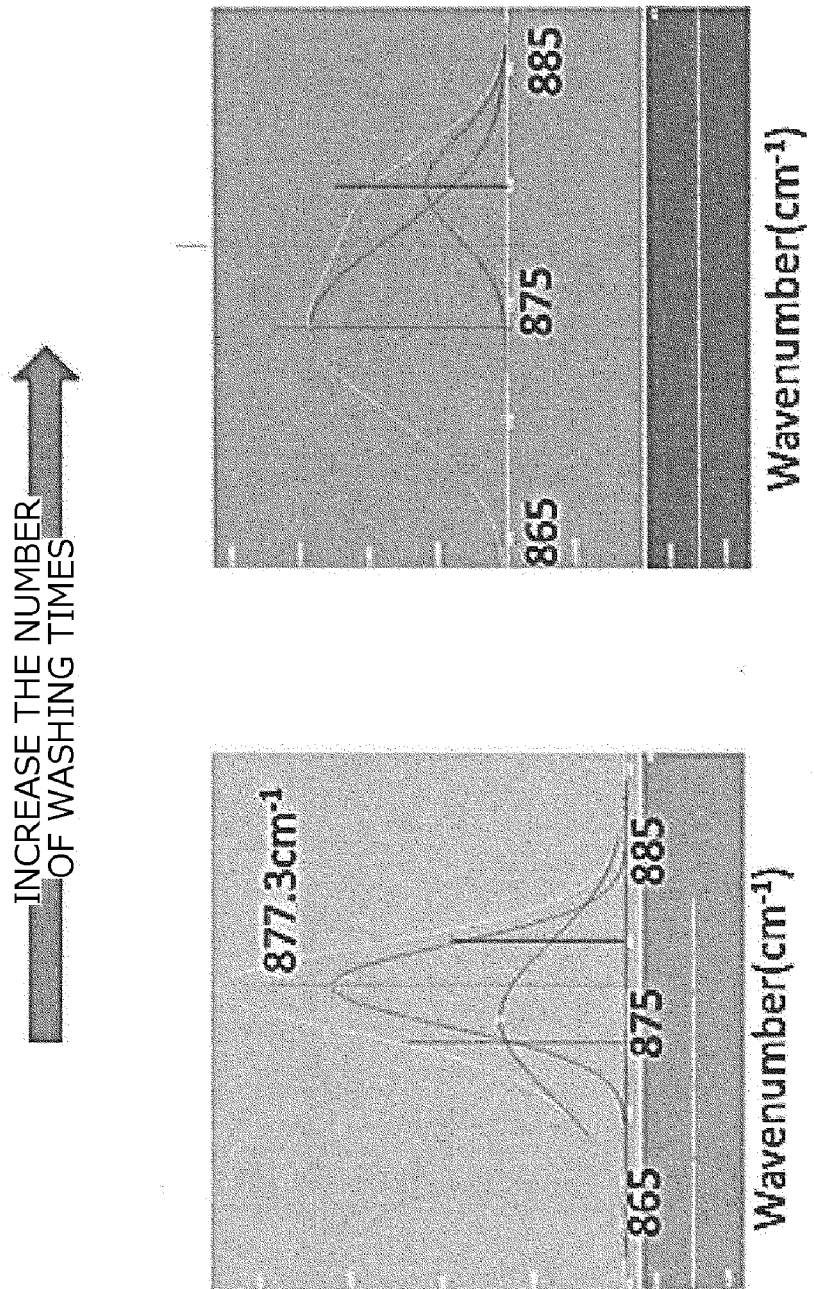 INCREASE THE NUMBER
OF WASHING TIMES
877.3cm⁻¹
865
875
885
Wavenumber(cm⁻¹)
865
875
885
Wavenumber(cm⁻¹)